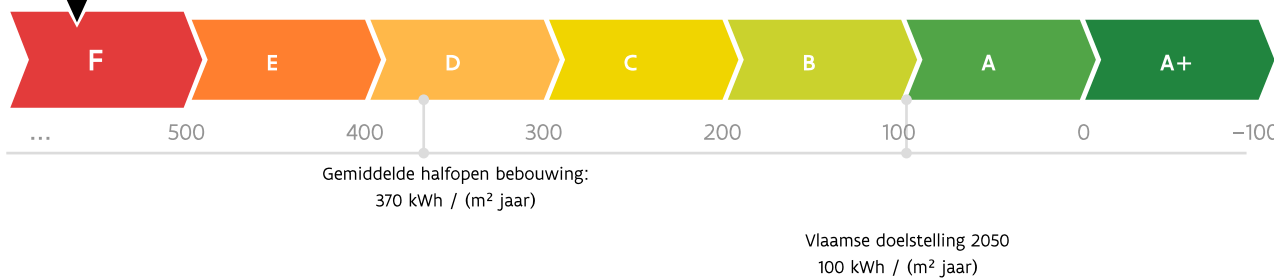 F E D C B A A+
... 500 400 300 200 100 0 −100
Gemiddelde halfopen bebouwing:
370 kWh / (m² jaar)
Vlaamse doelstelling 2050
100 kWh / (m² jaar)